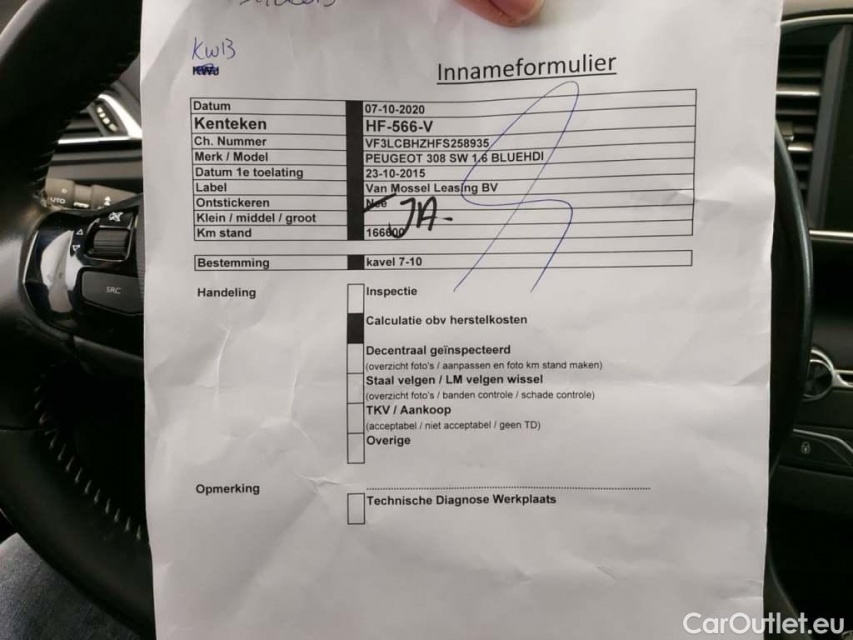 KW13
Innameformulier
Datum 07-10-2020
Kenteken HF-566-V
Ch. Nummer VF3LCBHZHFS258935
Merk / Model PEUGEOT 308 SW 1.6 BLUEHDI
Datum 1e toelating 23-10-2015
Label Van Mossel Leasing BV
Ontstickeren Nee JA-
Klein / middel / groot
Km stand 166600
Bestemming kavel 7-10
Handeling Inspectie
Calculatie obv herstelkosten
Decentraal geïnspecteerd
(overzicht foto's / aanpassen en foto km stand maken)
Staal velgen / LM velgen wissel
(overzicht foto's / banden controle / schade controle)
TKV / Aankoop
(acceptabel / niet acceptabel / geen TD)
Overige
Opmerking
Technische Diagnose Werkplaats
SRC
CarOutlet.eu